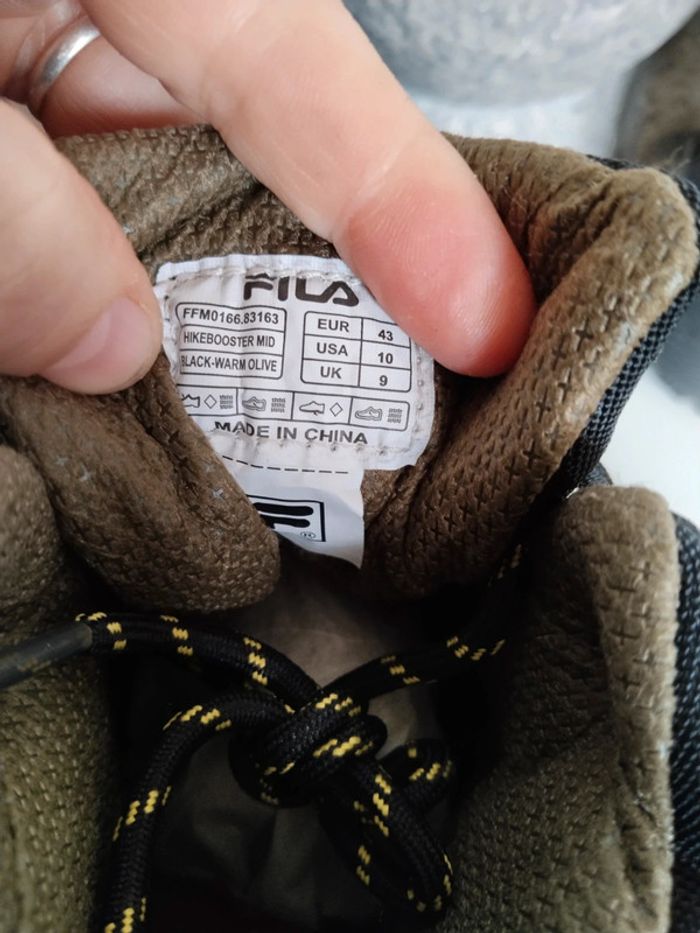 FILA
FFM0166.83163
HIKEBOOSTER MID
BLACK-WARM OLIVE
EUR 43
USA 10
UK 9
MADE IN CHINA
®